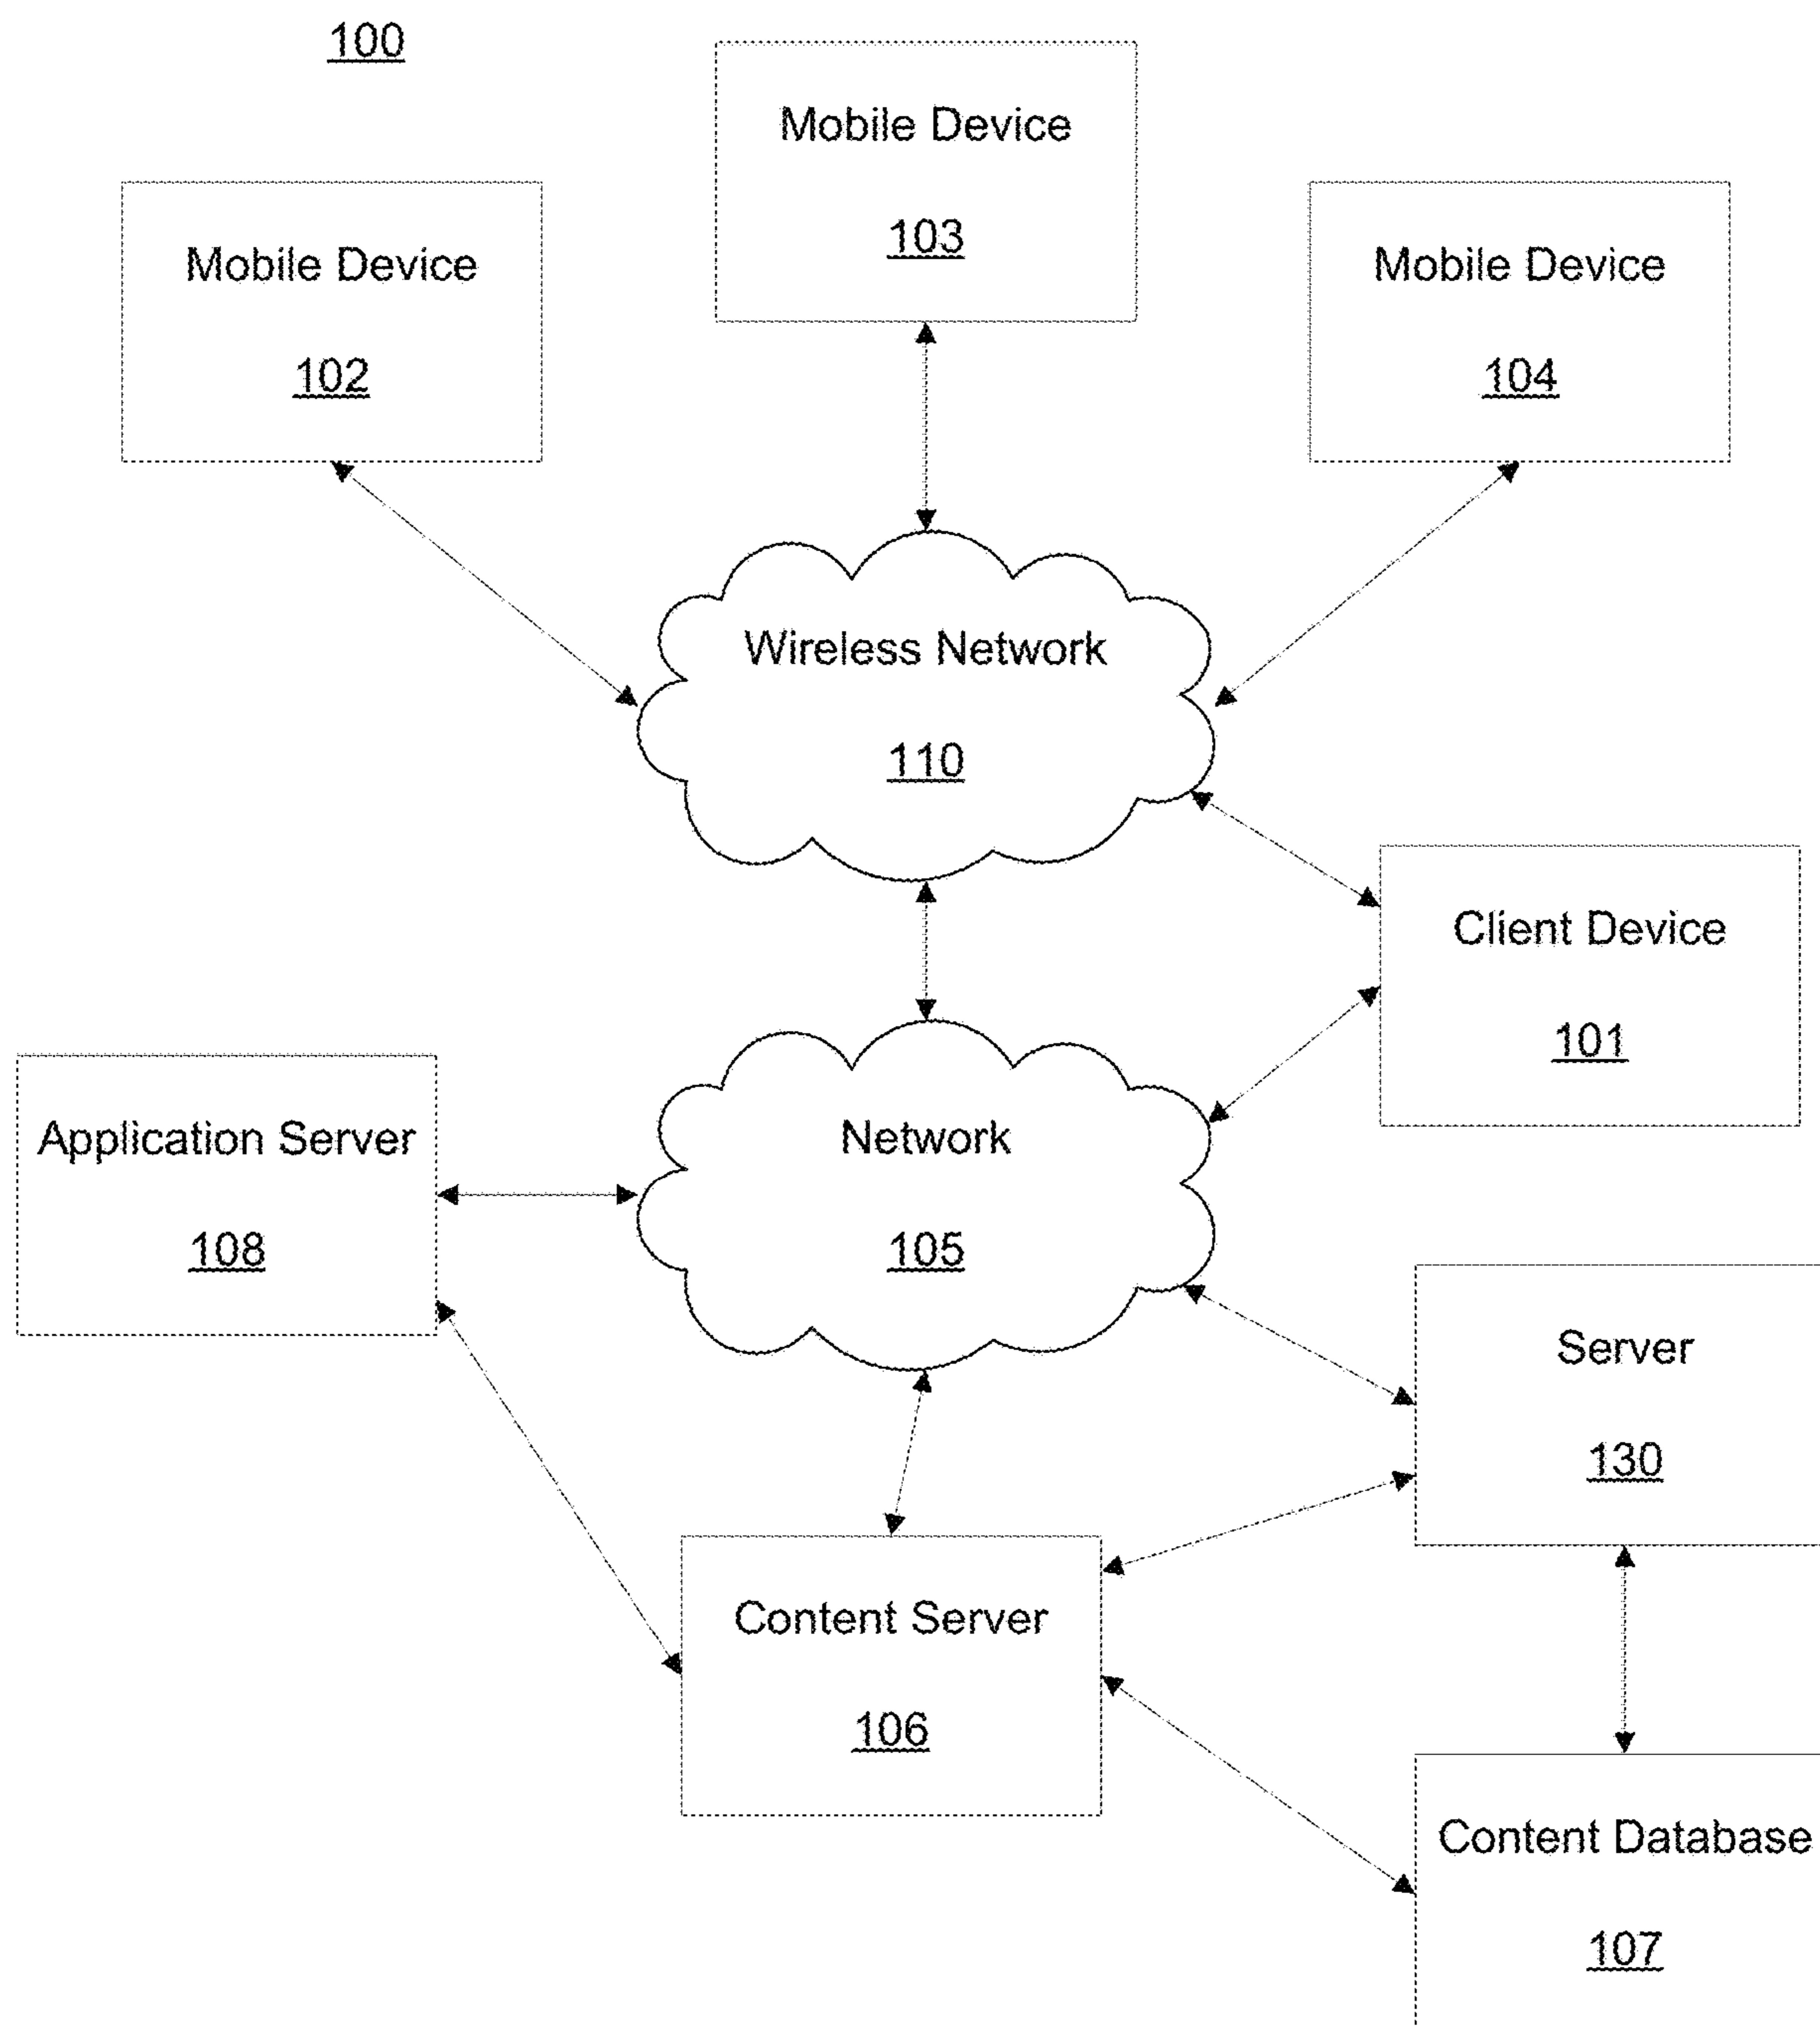 100
Mobile Device
103
Mobile Device
102
Mobile Device
104
Wireless Network
110
Client Device
101
Network
105
Application Server
108
Server
130
Content Server
106
Content Database
107